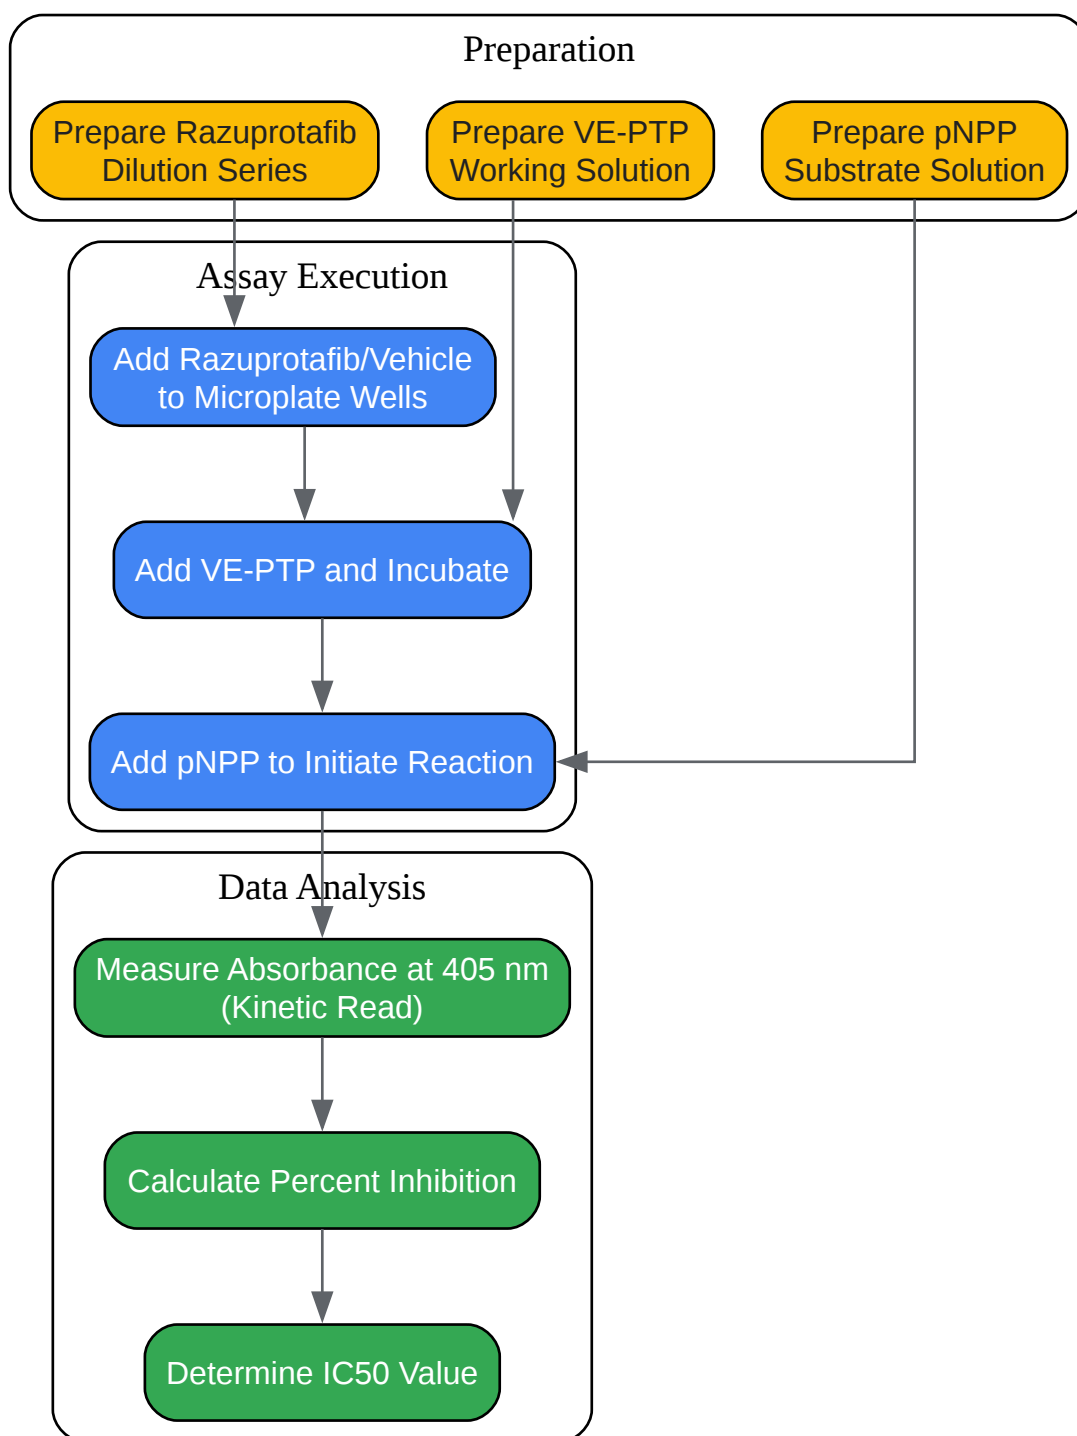 Preparation
Prepare Razuprotafib
Dilution Series
Prepare VE-PTP
Working Solution
Prepare pNPP
Substrate Solution
Assay Execution
Add Razuprotafib/Vehicle
to Microplate Wells
Add VE-PTP and Incubate
Add pNPP to Initiate Reaction
Data Analysis
Measure Absorbance at 405 nm
(Kinetic Read)
Calculate Percent Inhibition
Determine IC50 Value